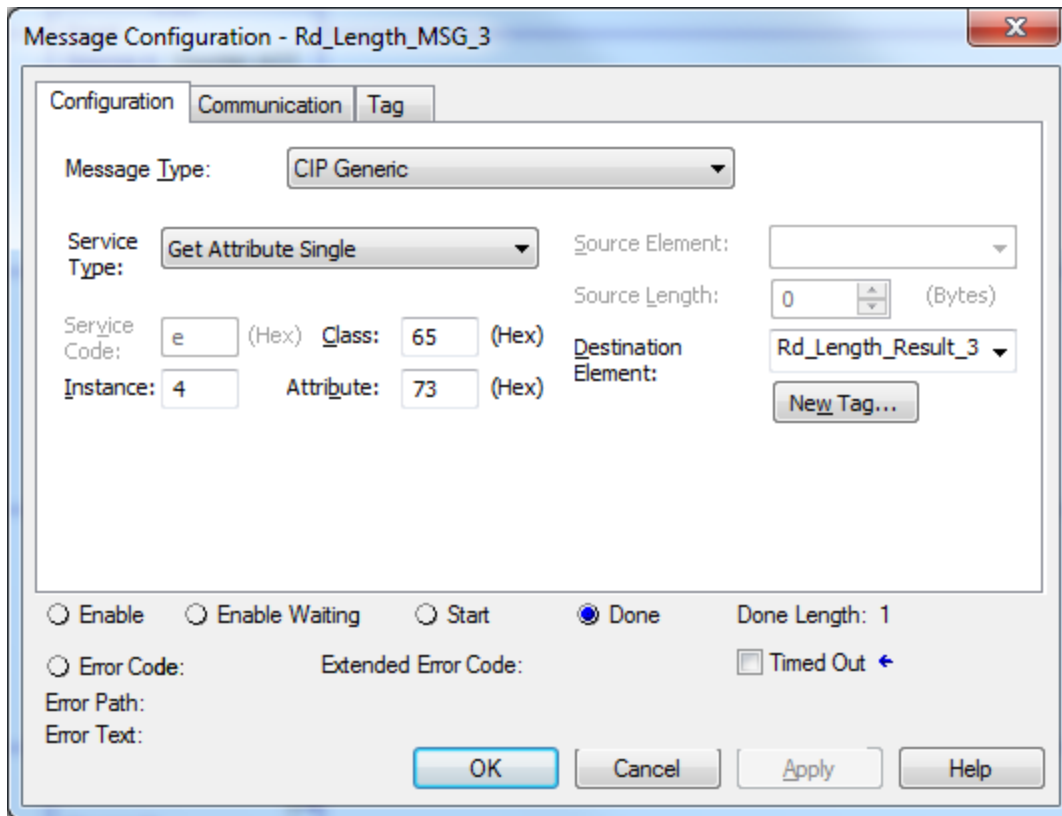 Message Configuration - Rd_Length_MSG_3
X
Configuration Communication Tag
Message Type: CIP Generic
Service Type: Get Attribute Single
Source Element:
Source Length: 0 (Bytes)
Service Code: e (Hex) Class: 65 (Hex)
Destination Element: Rd_Length_Result_3
Instance: 4 Attribute: 73 (Hex)
New Tag...
Enable Enable Waiting Start Done Done Length: 1
Error Code: Extended Error Code: Timed Out
Error Path:
Error Text:
OK Cancel Apply Help